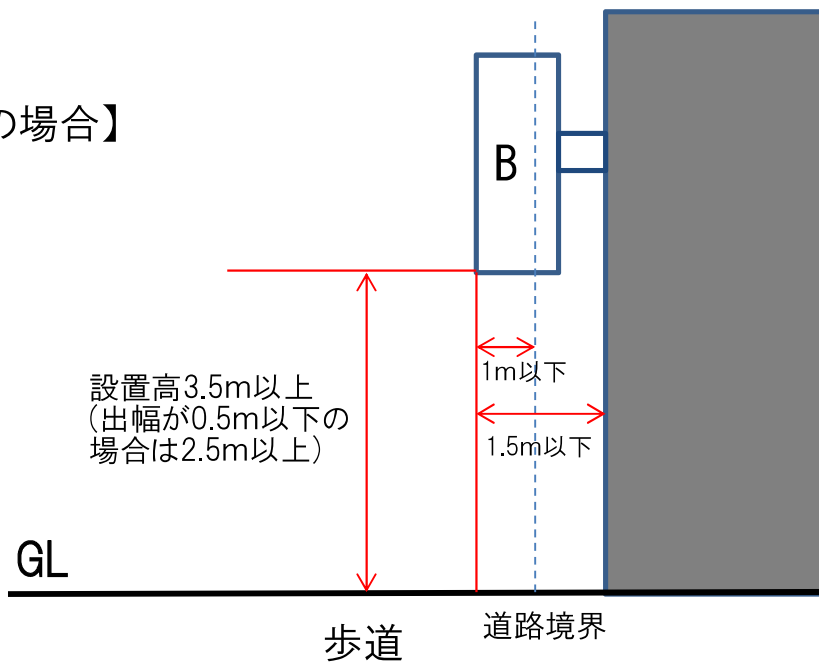 の場合】
B
1m以下
設置高3.5m以上
（出幅が0.5m以下の
場合は2.5m以上）
1.5m以下
GL
歩道
道路境界